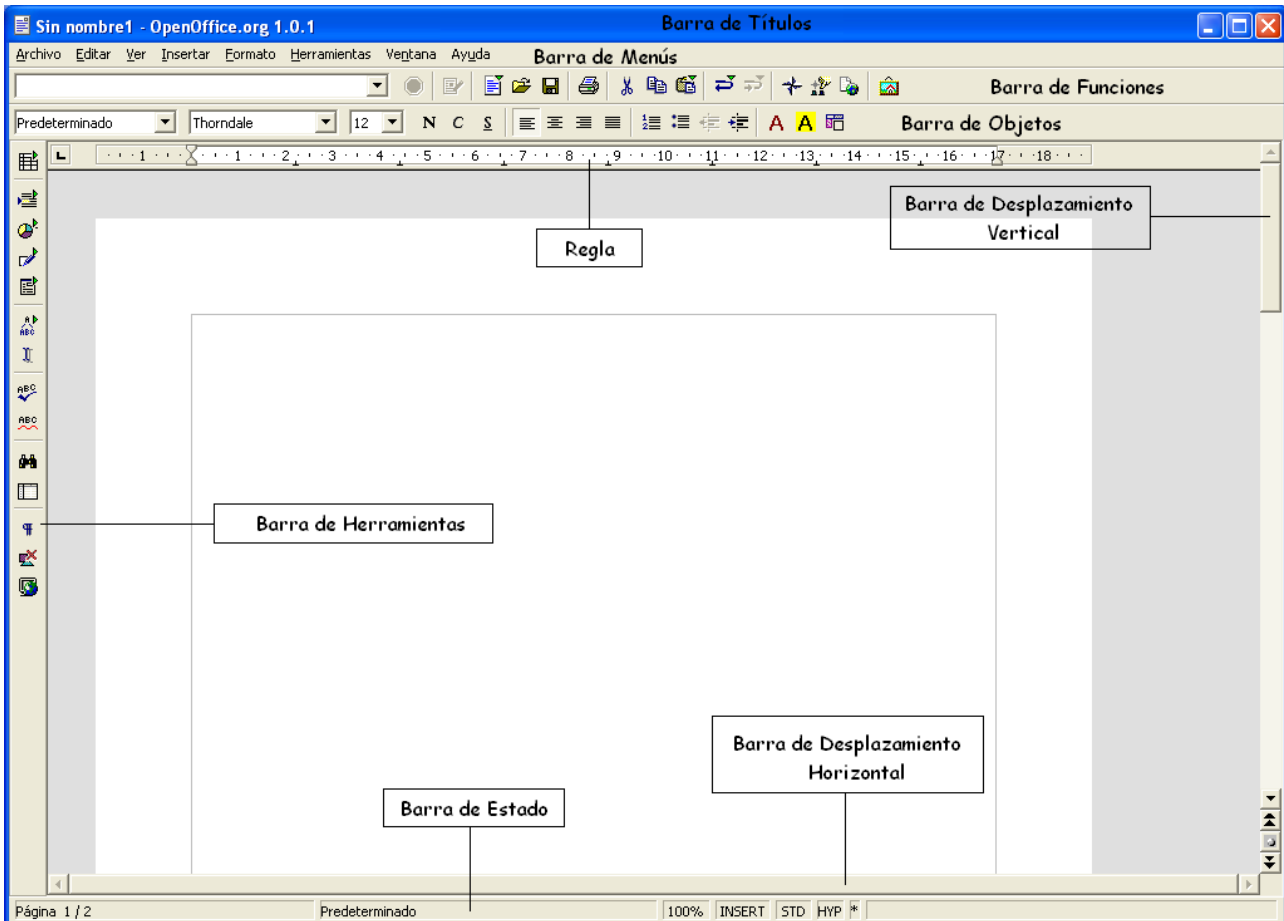 Sin nombre1 - OpenOffice.org 1.0.1 Barra de Títulos
Archivo Editar Ver Insertar Formato Herramientas Ventana Ayuda Barra de Menús
Barra de Funciones
Predeterminado Thorndale 12 N C S A A Barra de Objetos
1 1 2 3 4 5 6 7 8 9 10 11 12 13 14 15 16 17 18
Barra de Desplazamiento
Vertical
Regla
A
ABC
ABC
ABC
Barra de Herramientas
Barra de Desplazamiento
Horizontal
Barra de Estado
Página 1 / 2 Predeterminado 100% INSERT STD HYP *